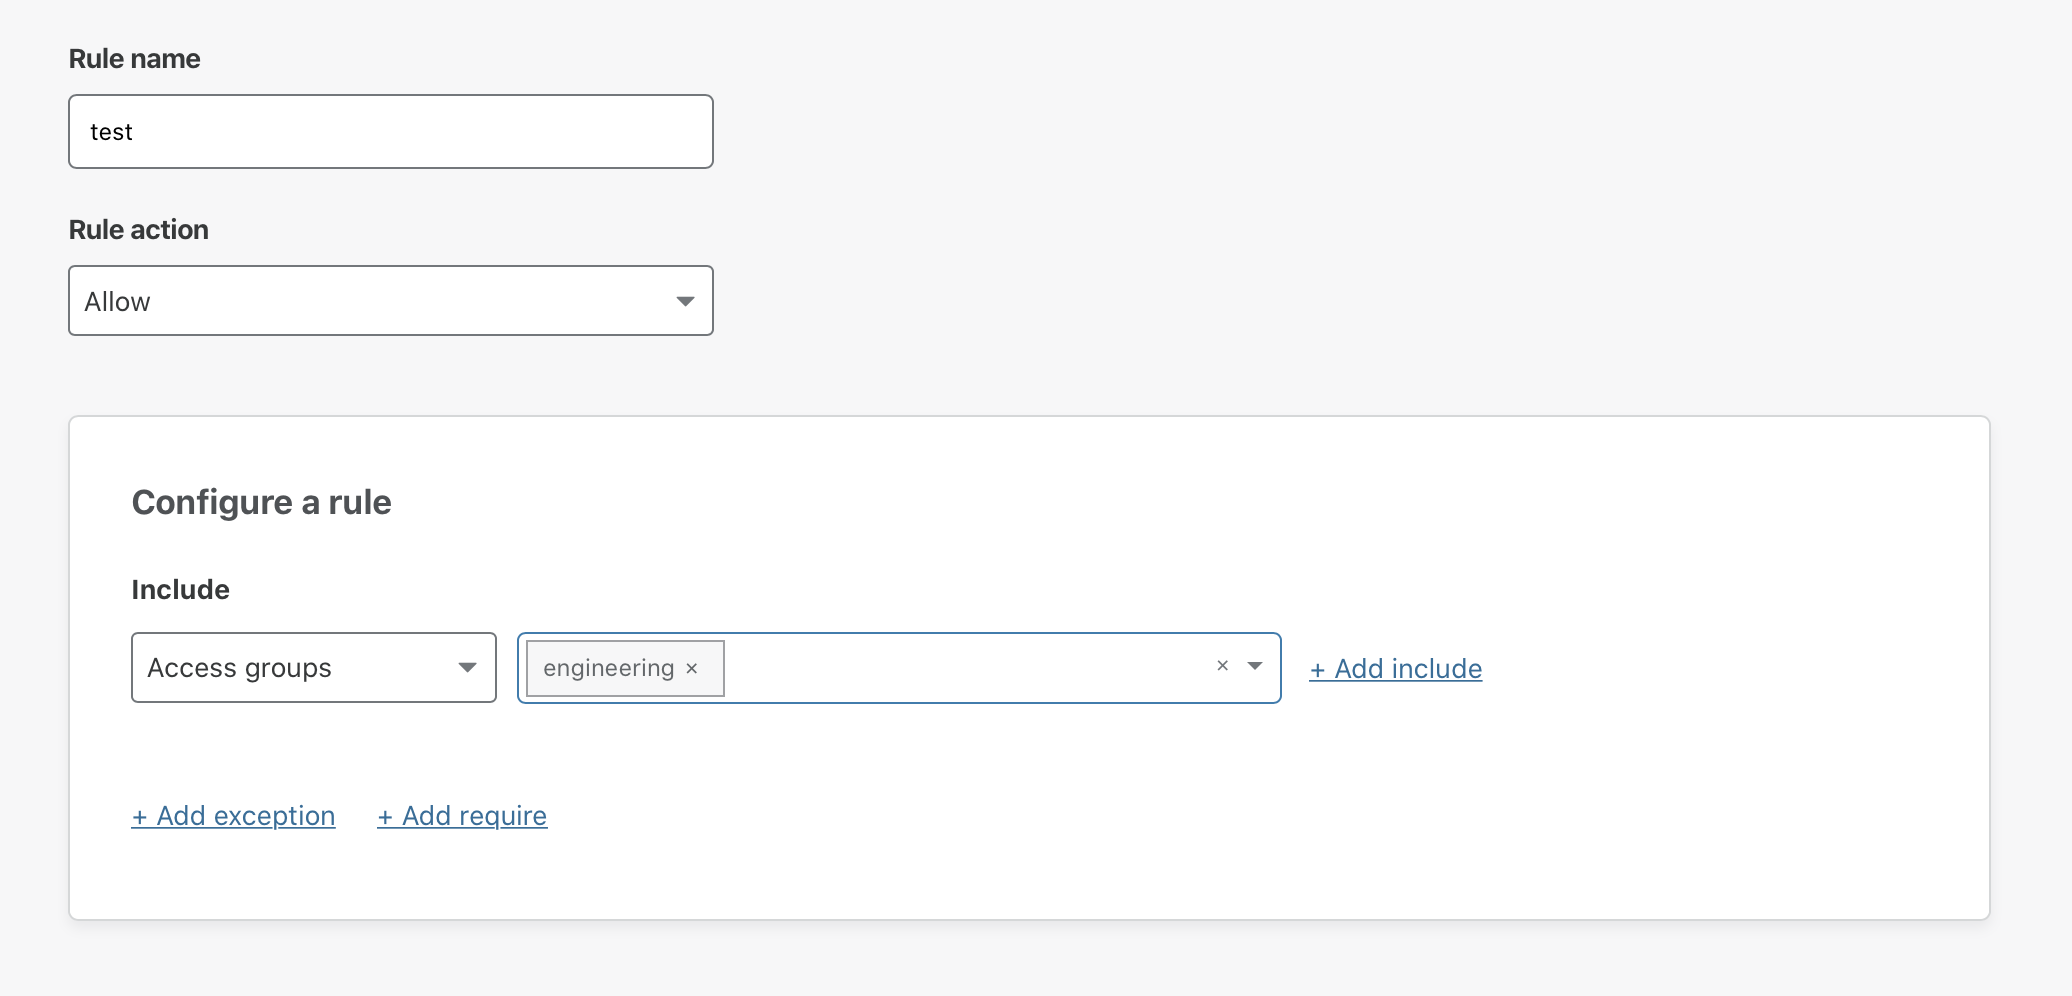 Rule name
test
Rule action
Allow
Configure a rule
Include
Access groups engineering × × + Add include
+ Add exception + Add require